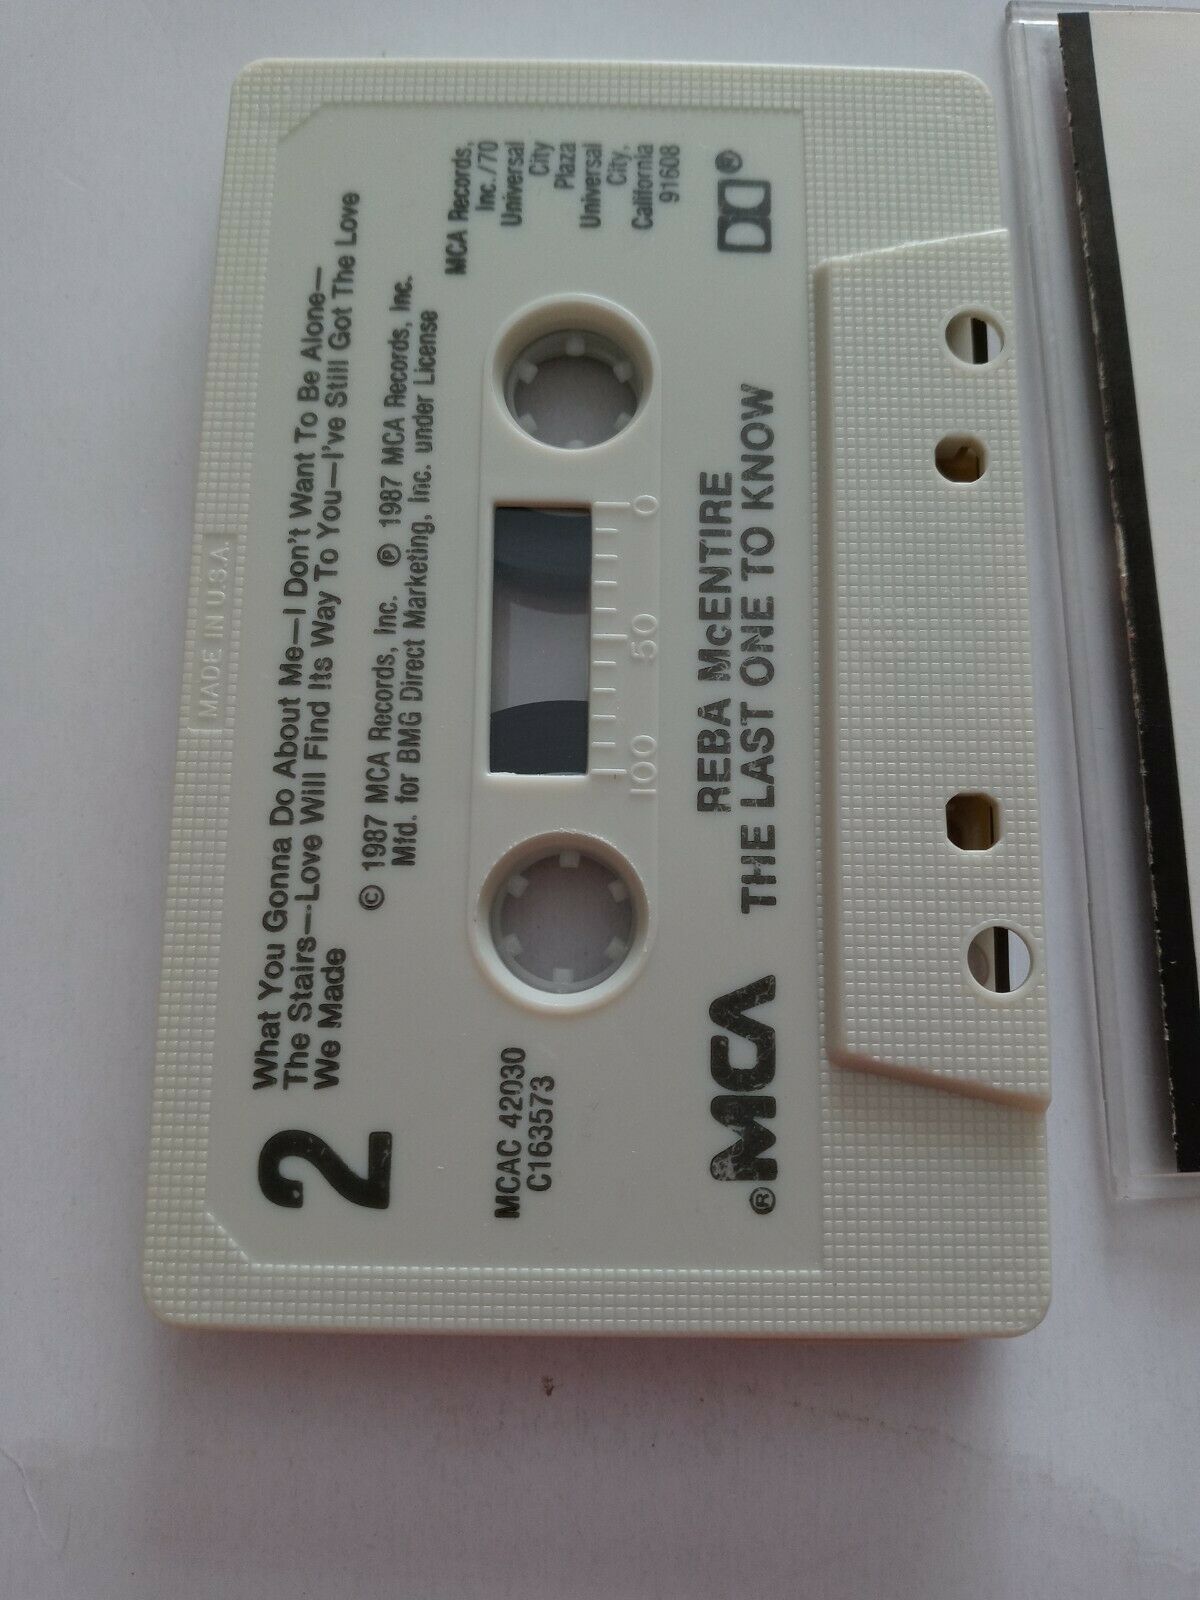 MADE IN U.S.A.
2
What You Gonna Do About Me—I Don't Want To Be Alone—
The Stairs—Love Will Find Its Way To You—I've Still Got The Love
We Made
© 1987 MCA Records, Inc. ℗ 1987 MCA Records, Inc.
Mfd. for BMG Direct Marketing, Inc. under License
MCA Records,
Inc./70
Universal
City
Plaza
Universal
City,
California
91608
MCAC 42030
C163573
100 50 0
®MCA
REBA McENTIRE
THE LAST ONE TO KNOW
®